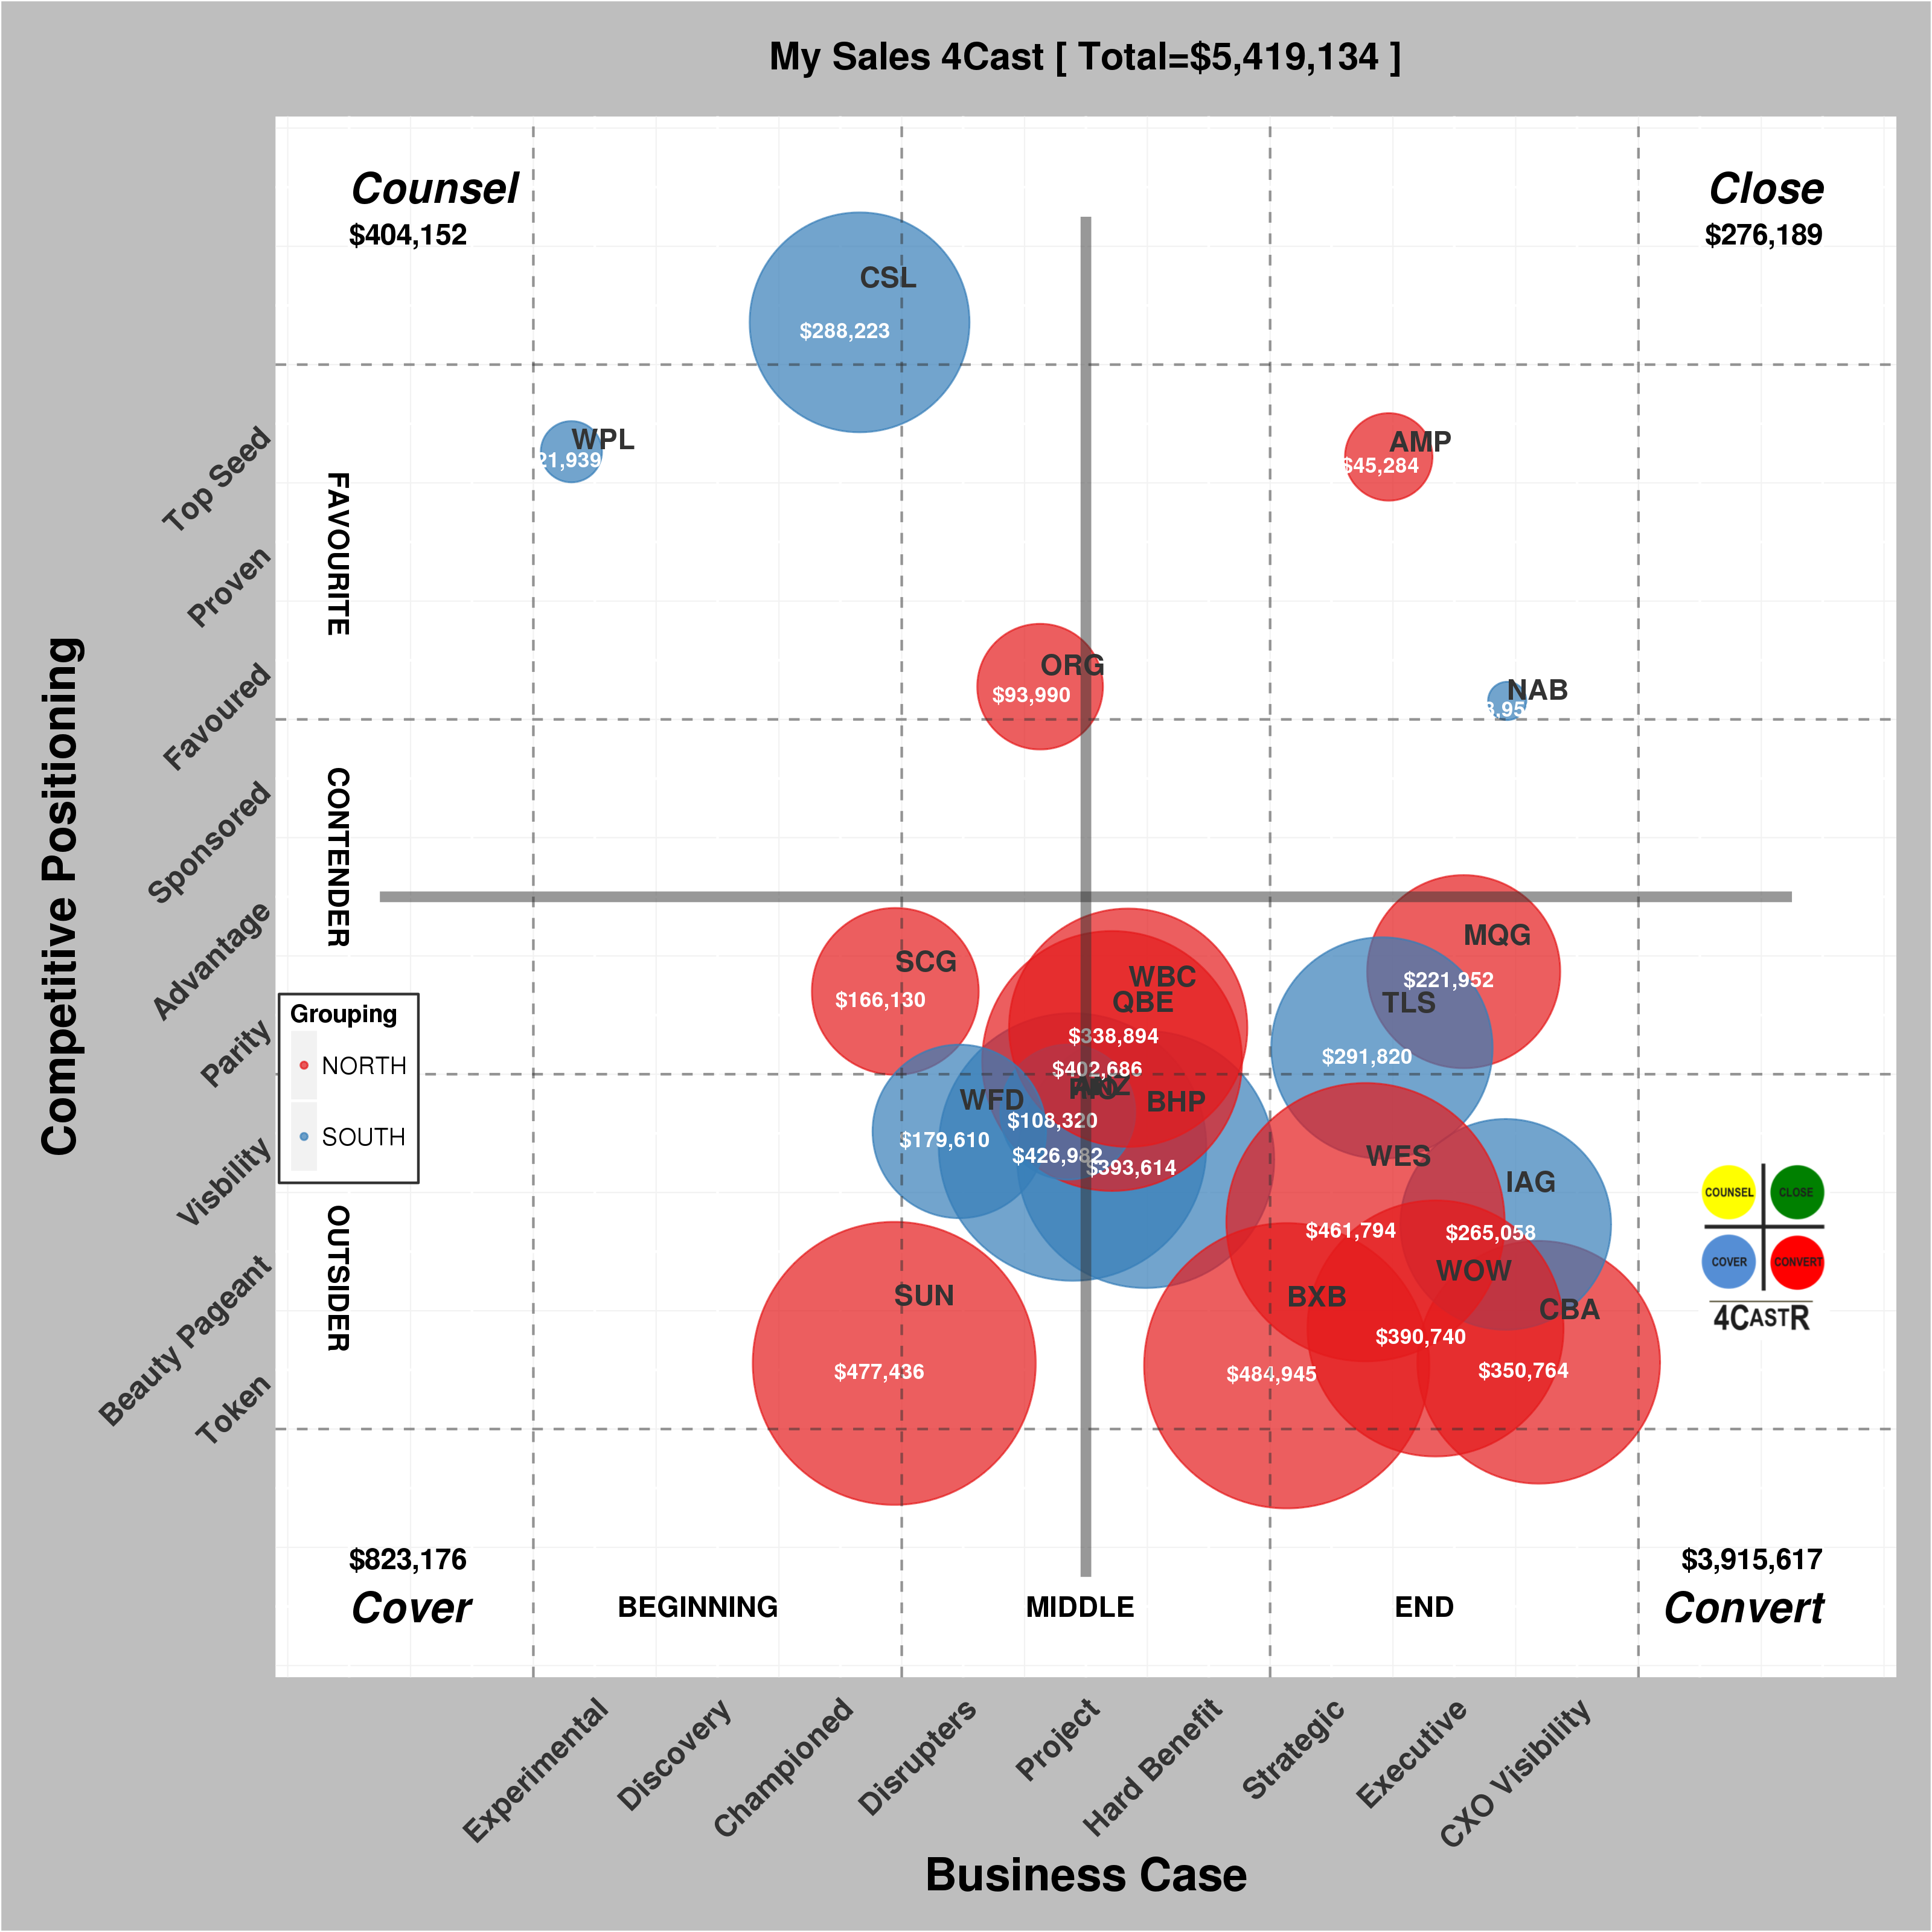 My Sales 4Cast [ Total=$5,419,134 ]
Counsel
$404,152
Close
$276,189
CSL
$288,223
WPL
21,939
AMP
$45,284
ORG
$93,990
NAB
MQG
$221,952
SCG
$166,130
WBC
QBE
$338,894
$402,686
TLS
$291,820
BHP
WFD
$108,320
$179,610
$426,982
$393,614
WES
IAG
$461,794
$265,058
WOW
BXB
CBA
$390,740
$350,764
$484,945
SUN
$477,436
Competitive Positioning
Top Seed
Proven
Favoured
Sponsored
Advantage
Parity
Visbility
Beauty Pageant
Token
FAVOURITE
CONTENDER
OUTSIDER
Grouping
NORTH
SOUTH
COUNSEL
CLOSE
COVER
CONVERT
4CASTR
$823,176
Cover
$3,915,617
Convert
BEGINNING
MIDDLE
END
Experimental
Discovery
Championed
Disrupters
Project
Hard Benefit
Strategic
Executive
CXO Visibility
Business Case